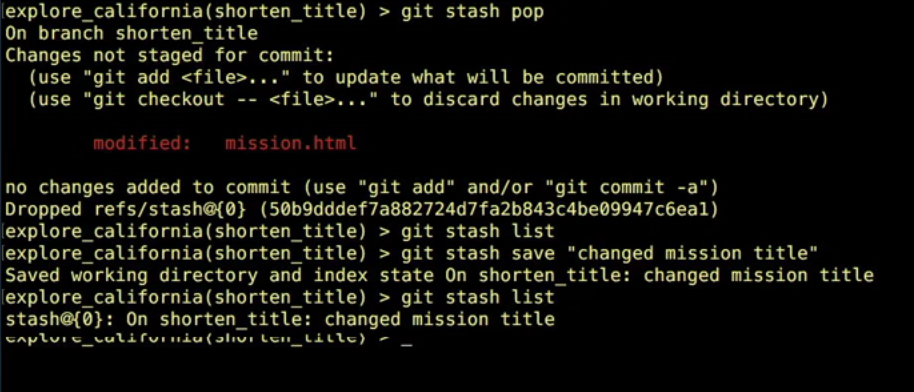 explore_california(shorten_title) > git stash pop
On branch shorten_title
Changes not staged for commit:
  (use "git add <file>..." to update what will be committed)
  (use "git checkout -- <file>..." to discard changes in working directory)
modified:   mission.html
no changes added to commit (use "git add" and/or "git commit -a")
Dropped refs/stash@{0} (50b9dddef7a882724d7fa2b843c4be09947c6ea1)
explore_california(shorten_title) > git stash list
explore_california(shorten_title) > git stash save "changed mission title"
Saved working directory and index state On shorten_title: changed mission title
explore_california(shorten_title) > git stash list
stash@{0}: On shorten_title: changed mission title
explore_california(shorten_title) > _